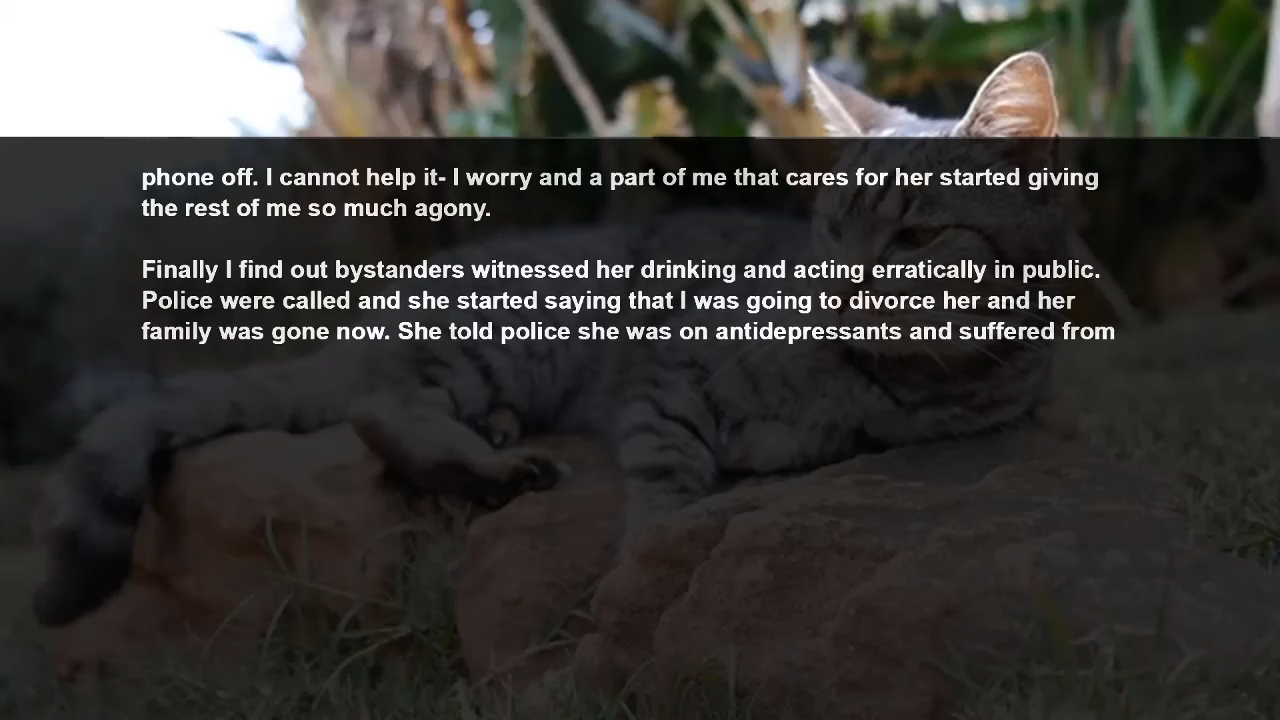 phone off. I cannot help it- I worry and a part of me that cares for her started giving
the rest of me so much agony.
Finally I find out bystanders witnessed her drinking and acting erratically in public.
Police were called and she started saying that I was going to divorce her and her
family was gone now. She told police she was on antidepressants and suffered from